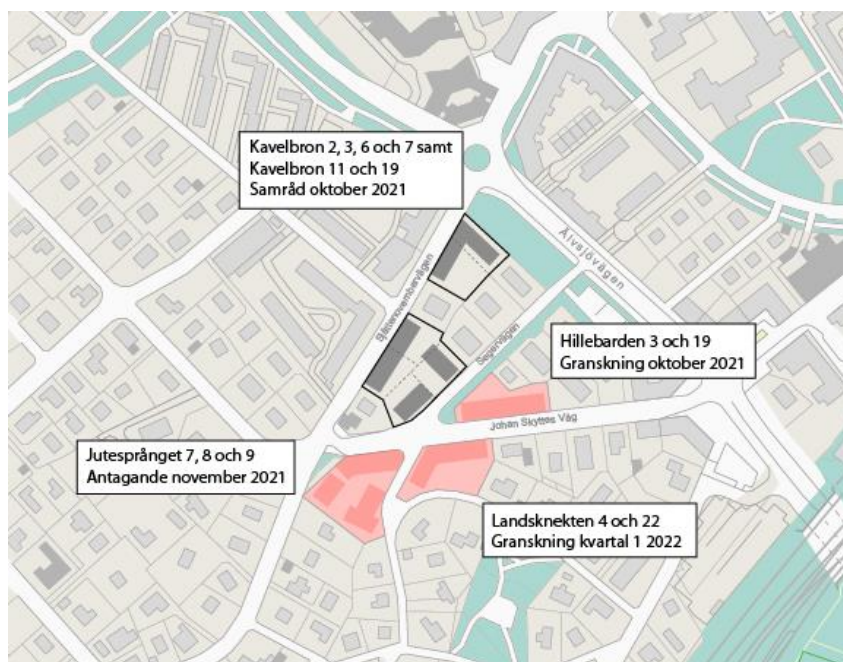 Kavelbron 2, 3, 6 och 7 samt
Kavelbron 11 och 19
Samråd oktober 2021
Älvsjövägen
Sjättenovembervägen
Segervägen
Hillebarden 3 och 19
Granskning oktober 2021
Johan Skyttes Väg
Jutesprånget 7, 8 och 9
Antagande november 2021
Landsknekten 4 och 22
Granskning kvartal 1 2022